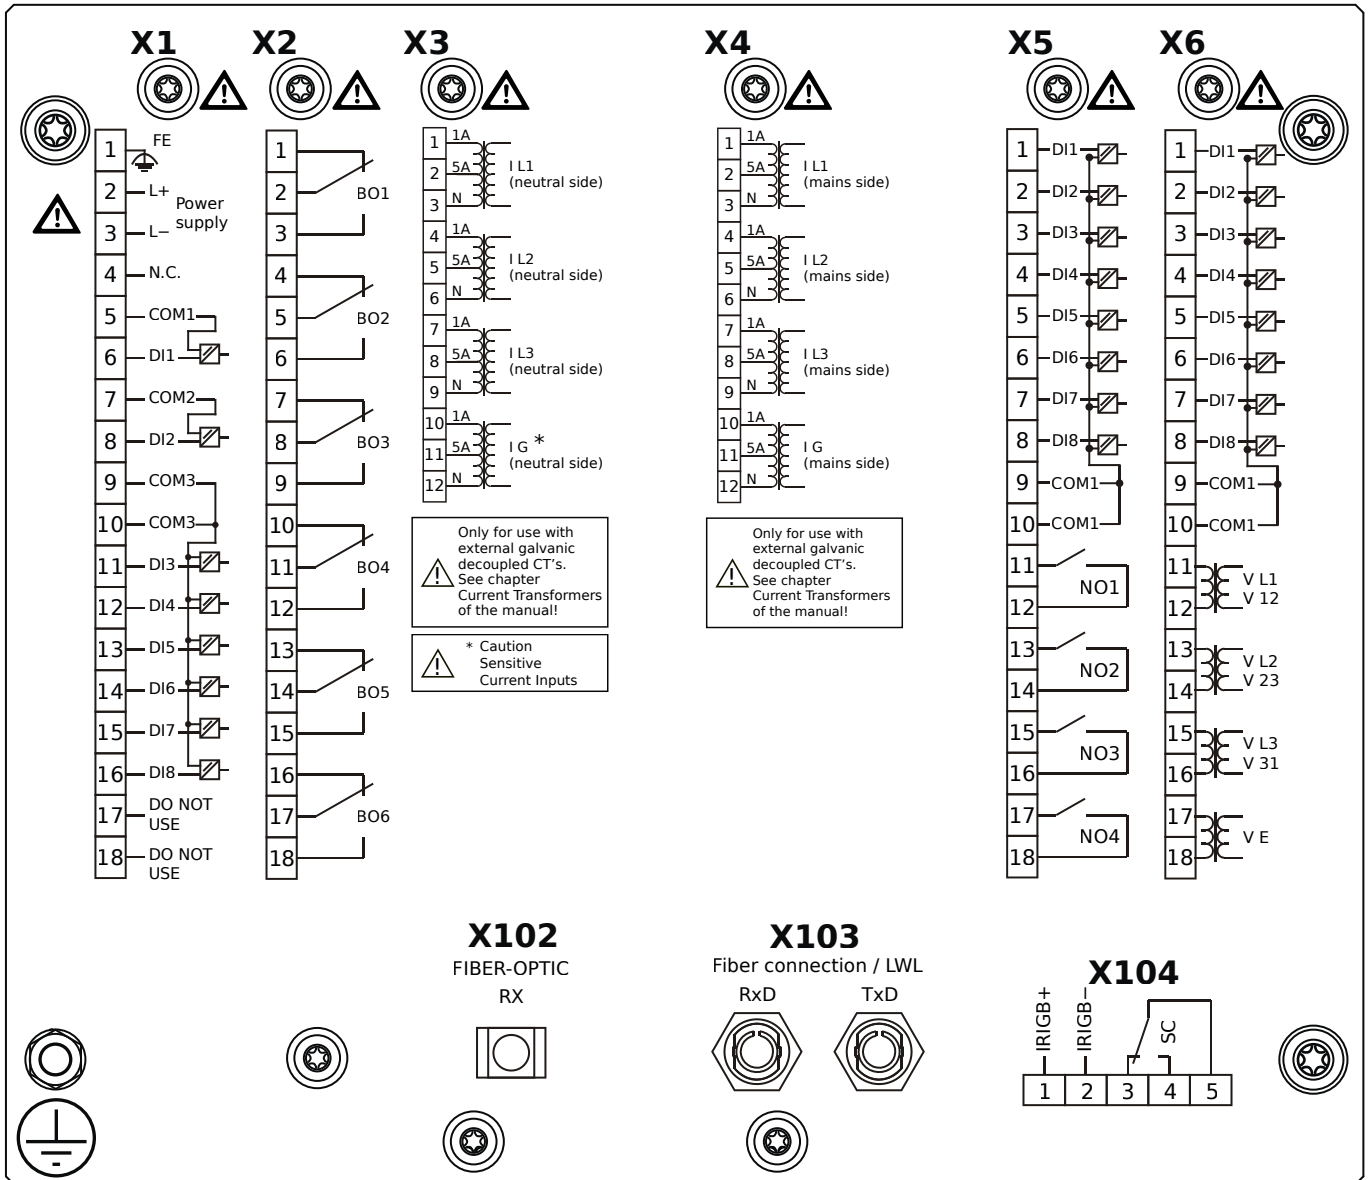 X1 X2 X3 X4 X5 X6
X1
1 FE
2 L+
Power
supply
3 L−
4 N.C.
5 COM1
6 DI1
7 COM2
8 DI2
9 COM3
10 COM3
11 DI3
12 DI4
13 DI5
14 DI6
15 DI7
16 DI8
17 DO NOT
USE
18 DO NOT
USE
1
2 BO1
3
4
5 BO2
6
7
8 BO3
9
10
11 BO4
12
13
14 BO5
15
16
17 BO6
18
1 1A
2 5A I L1
(neutral side)
3 N
4 1A
5 5A I L2
(neutral side)
6 N
7 1A
8 5A I L3
(neutral side)
9 N
10 1A
11 5A I G *
(neutral side)
12 N
Only for use with
external galvanic
decoupled CT's.
See chapter
Current Transformers
of the manual!
* Caution
Sensitive
Current Inputs
1 1A
2 5A I L1
(mains side)
3 N
4 1A
5 5A I L2
(mains side)
6 N
7 1A
8 5A I L3
(mains side)
9 N
10 1A
11 5A I G
(mains side)
12 N
Only for use with
external galvanic
decoupled CT's.
See chapter
Current Transformers
of the manual!
1 DI1
2 DI2
3 DI3
4 DI4
5 DI5
6 DI6
7 DI7
8 DI8
9 COM1
10 COM1
11
NO1
12
13
NO2
14
15
NO3
16
17
NO4
18
1 DI1
2 DI2
3 DI3
4 DI4
5 DI5
6 DI6
7 DI7
8 DI8
9 COM1
10 COM1
11 V L1
12 V 12
13 V L2
14 V 23
15 V L3
16 V 31
17
V E
18
X102
FIBER-OPTIC
RX
X103
Fiber connection / LWL
RxD TxD
X104
IRIGB+
IRIGB−
SC
1 2 3 4 5